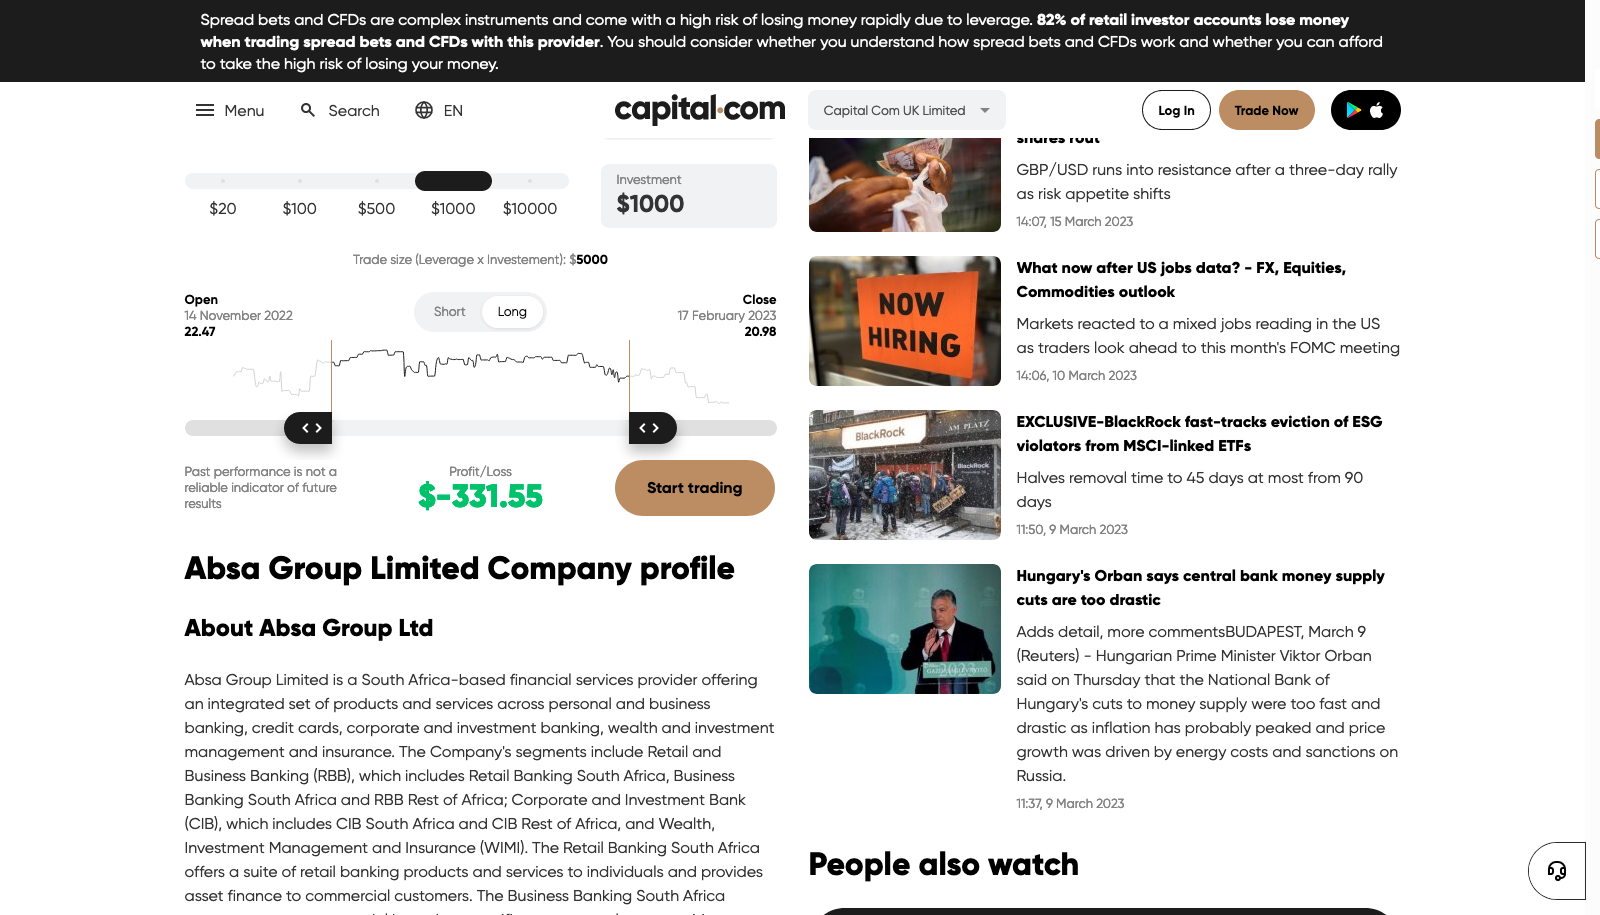 Spread bets and CFDs are complex instruments and come with a high risk of losing money rapidly due to leverage. 82% of retail investor accounts lose money
when trading spread bets and CFDs with this provider. You should consider whether you understand how spread bets and CFDs work and whether you can afford
to take the high risk of losing your money.
Menu
Search
EN
capital.com
Capital Com UK Limited
Log In
Trade Now
Investment
$1000
$20
$100
$500
$1000
$10000
Trade size (Leverage x Investement): $5000
Open
14 November 2022
22.47
Short
Long
Close
17 February 2023
20.98
Past performance is not a
reliable indicator of future
results
Profit/Loss
$-331.55
Start trading
Absa Group Limited Company profile
About Absa Group Ltd
Absa Group Limited is a South Africa-based financial services provider offering
an integrated set of products and services across personal and business
banking, credit cards, corporate and investment banking, wealth and investment
management and insurance. The Company's segments include Retail and
Business Banking (RBB), which includes Retail Banking South Africa, Business
Banking South Africa and RBB Rest of Africa; Corporate and Investment Bank
(CIB), which includes CIB South Africa and CIB Rest of Africa, and Wealth,
Investment Management and Insurance (WIMI). The Retail Banking South Africa
offers a suite of retail banking products and services to individuals and provides
asset finance to commercial customers. The Business Banking South Africa
shares rout
GBP/USD runs into resistance after a three-day rally
as risk appetite shifts
14:07, 15 March 2023
NOW
HIRING
What now after US jobs data? - FX, Equities,
Commodities outlook
Markets reacted to a mixed jobs reading in the US
as traders look ahead to this month's FOMC meeting
14:06, 10 March 2023
BlackRock
AM PLATZ
BlackRock
EXCLUSIVE-BlackRock fast-tracks eviction of ESG
violators from MSCI-linked ETFs
Halves removal time to 45 days at most from 90
days
11:50, 9 March 2023
Hungary's Orban says central bank money supply
cuts are too drastic
Adds detail, more commentsBUDAPEST, March 9
(Reuters) - Hungarian Prime Minister Viktor Orban
said on Thursday that the National Bank of
Hungary's cuts to money supply were too fast and
drastic as inflation has probably peaked and price
growth was driven by energy costs and sanctions on
Russia.
11:37, 9 March 2023
People also watch